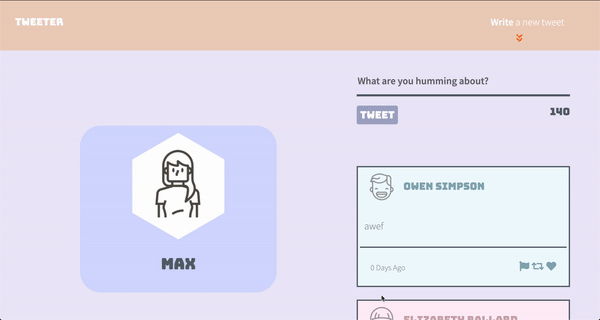 TWEETER
Write a new tweet
What are you humming about?
TWEET
140
OWEN SIMPSON
awef
0 Days Ago
MAX
ELIZABETH BALLARD